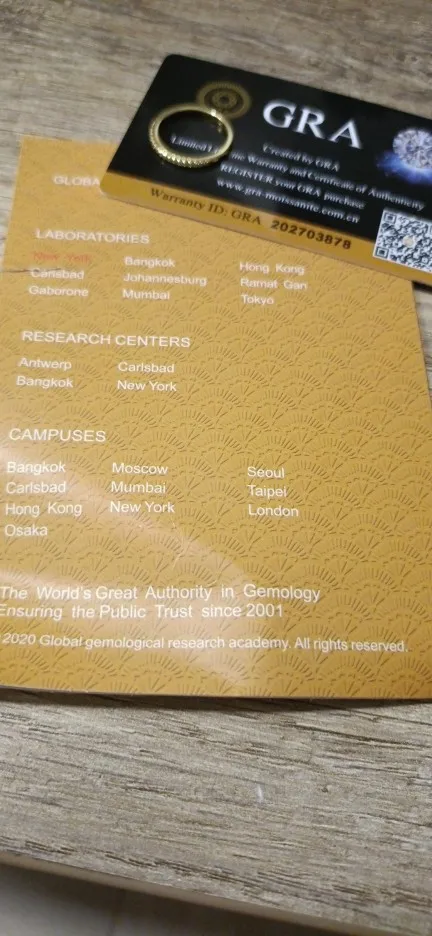 GRA
Limited
Created by GRA
Warranty and Certificate of Authenticity
REGISTER your GRA purchase
www.gra-moissanite.com.cn
Warranty ID: GRA 202703878
LABORATORIES
New York Bangkok Hong Kong
Carlsbad Johannesburg Ramat Gan
Gaborone Mumbai Tokyo
RESEARCH CENTERS
Antwerp Carlsbad
Bangkok New York
CAMPUSES
Bangkok Moscow Seoul
Carlsbad Mumbai Taipei
Hong Kong New York London
Osaka
The World's Great Authority in Gemology
Ensuring the Public Trust since 2001
2020 Global gemological research academy. All rights reserved.